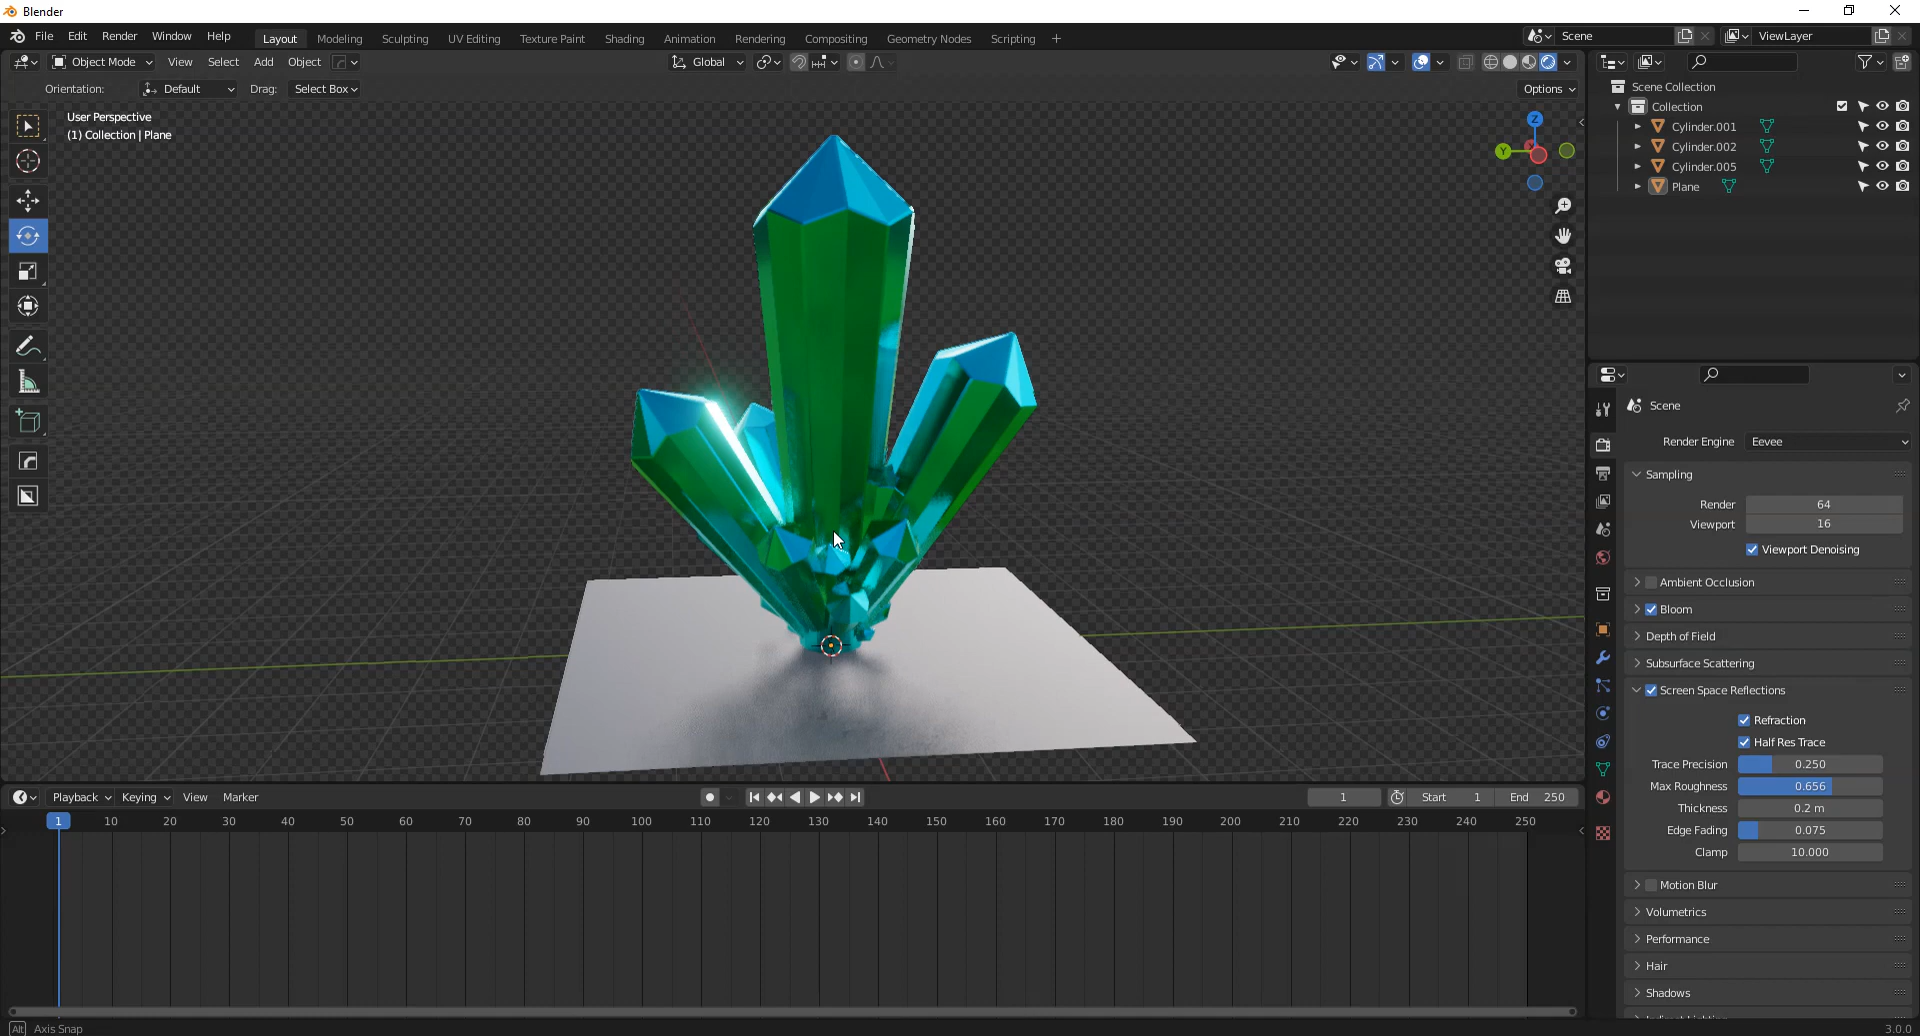 Blender
File Edit Render Window Help Layout Modeling Sculpting UV Editing Texture Paint Shading Animation Rendering Compositing Geometry Nodes Scripting + Scene ViewLayer
Object Mode View Select Add Object Global
Orientation: Default Drag: Select Box Options
User Perspective
(1) Collection | Plane
Z
Y
Scene Collection
Collection
Cylinder.001
Cylinder.002
Cylinder.005
Plane
Scene
Render Engine Eevee
Sampling
Render 64
Viewport 16
Viewport Denoising
Ambient Occlusion
Bloom
Depth of Field
Subsurface Scattering
Screen Space Reflections
Refraction
Half Res Trace
Trace Precision 0.250
Max Roughness 0.656
Thickness 0.2 m
Edge Fading 0.075
Clamp 10.000
Motion Blur
Volumetrics
Performance
Hair
Shadows
Playback Keying View Marker 1 Start 1 End 250
1 10 20 30 40 50 60 70 80 90 100 110 120 130 140 150 160 170 180 190 200 210 220 230 240 250
Alt Axis Snap
3.0.0